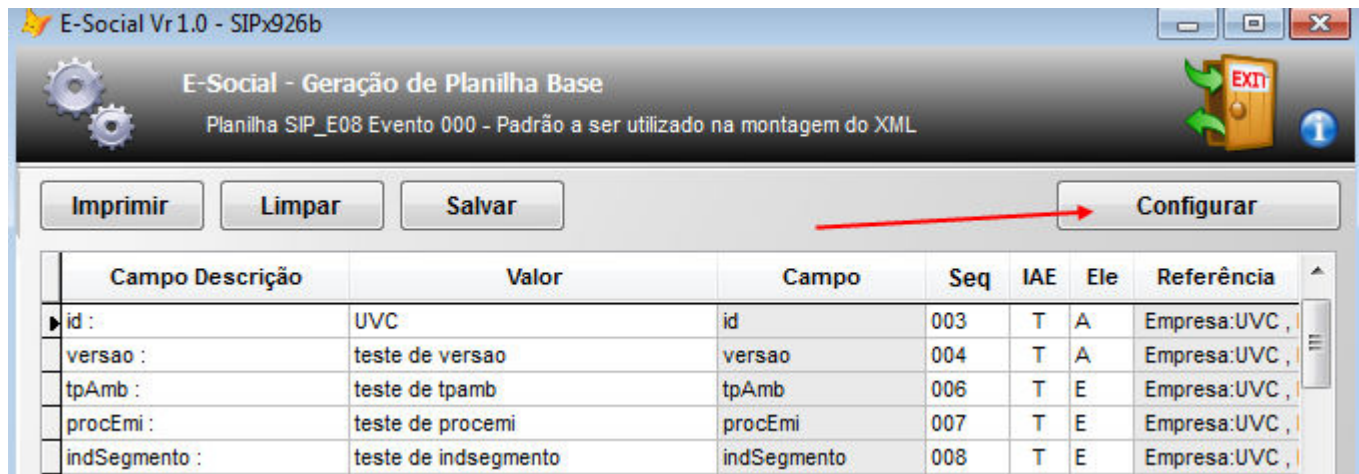 E-Social Vr 1.0 - SIPx926b
E-Social - Geração de Planilha Base
EXIT
Planilha SIP_E08 Evento 000 - Padrão a ser utilizado na montagem do XML
Imprimir Limpar Salvar Configurar
Campo Descrição Valor Campo Seq IAE Ele Referência
id : UVC id 003 T A Empresa:UVC ,
versao : teste de versao versao 004 T A Empresa:UVC ,
tpAmb : teste de tpamb tpAmb 006 T E Empresa:UVC ,
procEmi : teste de procemi procEmi 007 T E Empresa:UVC ,
indSegmento : teste de indsegmento indSegmento 008 T E Empresa:UVC ,